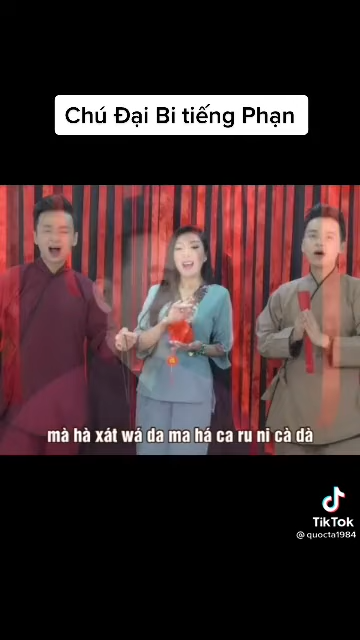 Chú Đại Bi tiếng Phạn
mà hà xát wá da ma há ca ru ni cà dà
TikTok
@ quocta1984